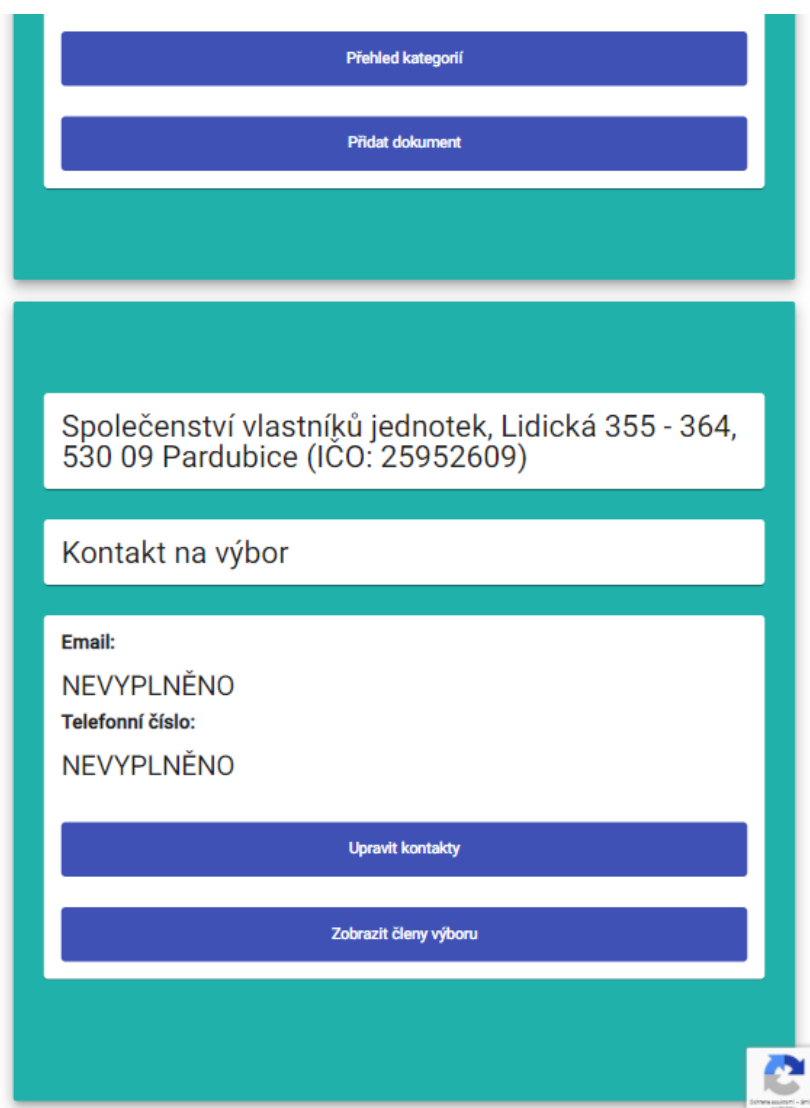 Přehled kategorií
Přidat dokument
Společenství vlastníků jednotek, Lidická 355 - 364,
530 09 Pardubice (IČO: 25952609)
Kontakt na výbor
Email:
NEVYPLNĚNO
Telefonní číslo:
NEVYPLNĚNO
Upravit kontakty
Zobrazit členy výboru